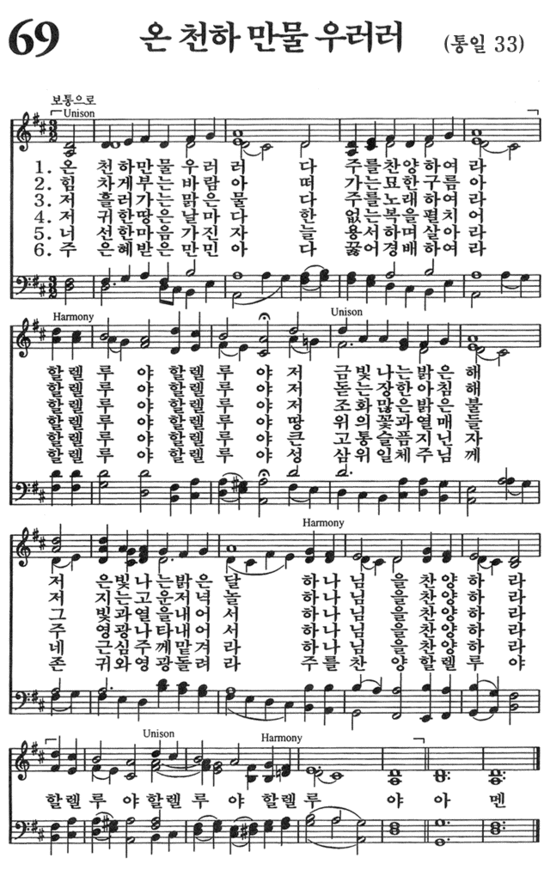 69 온 천하 만물 우러러 (통일 33)
보통으로
Unison
1. 온 천하만물우러러 다 주를찬양하여라
2. 험 차게부는바람아 떠 가는묘한구름아
3. 저 흘러가는맑은물 다 주를노래하여라
4. 저 귀한땅은날마다 한 없는복을펼치어
5. 너 선한마음가진자 늘 용서하며살아라
6. 주 은혜받은만민아 다 꿇어경배하여라
Harmony Unison
할렐루 야 할렐루 야 저 금빛나는밝은해
할렐루 야 할렐루 야 저 돋는장한아침해
할렐루 야 할렐루 야 저 조화많은밝은불
할렐루 야 할렐루 야 땅 위의꽃과열매들
할렐루 야 할렐루 야 큰 고통슬픔지닌자
할렐루 야 할렐루 야 성 삼위일체주님께
Harmony
저 은빛나는밝은달 하나님을찬양하라
저 지는고운저녁놀 하나님을찬양하라
그 빛과열을내어서 하나님을찬양하라
주 영광나타내어서 하나님을찬양하라
네 근심주께맡겨라 하나님을찬양하라
존 귀와영광돌려라 주를찬양할렐루야
Unison Harmony
할렐루 야 할렐루 야 할렐루 야 아 멘